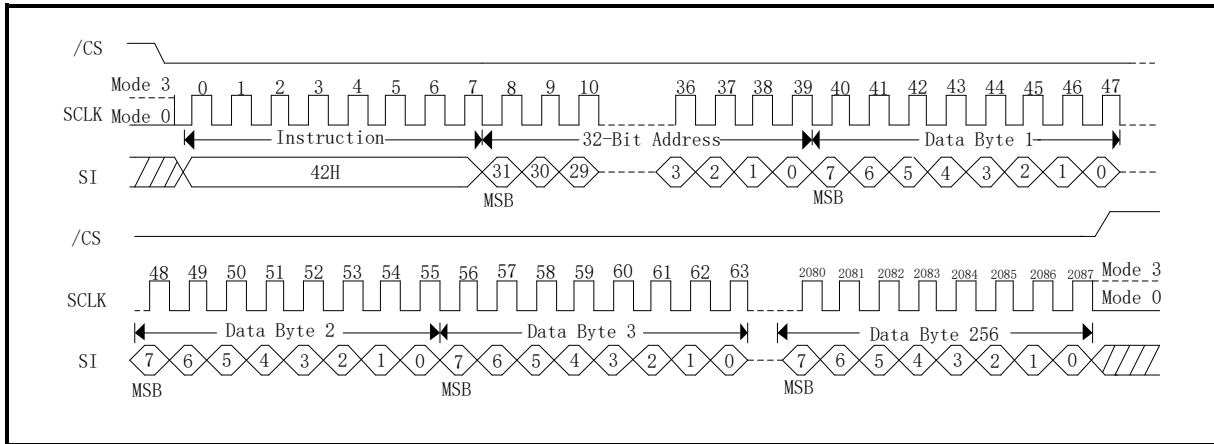 /CS
Mode 3
0 1 2 3 4 5 6 7 8 9 10 36 37 38 39 40 41 42 43 44 45 46 47
SCLK Mode 0
Instruction 32-Bit Address Data Byte 1
SI 42H 31 30 29 3 2 1 0 7 6 5 4 3 2 1 0
MSB MSB
/CS
48 49 50 51 52 53 54 55 56 57 58 59 60 61 62 63 2080 2081 2082 2083 2084 2085 2086 2087 Mode 3
SCLK Mode 0
Data Byte 2 Data Byte 3 Data Byte 256
SI 7 6 5 4 3 2 1 0 7 6 5 4 3 2 1 0 7 6 5 4 3 2 1 0
MSB MSB MSB